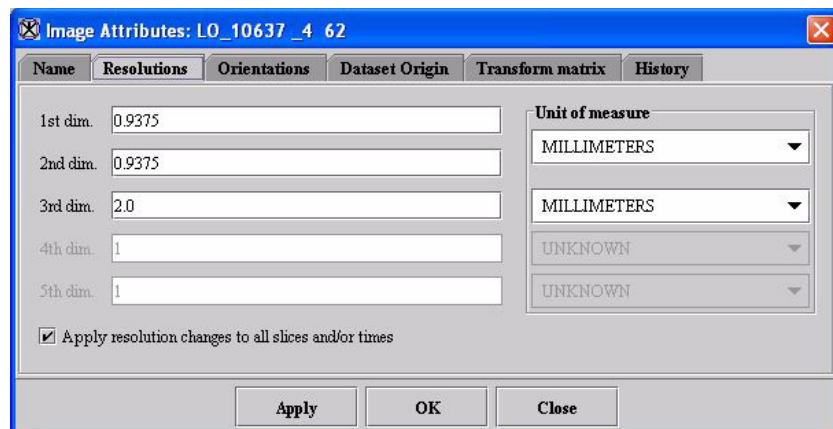 Image Attributes: LO_10637 _4 62
Name Resolutions Orientations Dataset Origin Transform matrix History
Unit of measure
1st dim. 0.9375
MILLIMETERS
2nd dim. 0.9375
3rd dim. 2.0 MILLIMETERS
4th dim. 1 UNKNOWN
5th dim. 1 UNKNOWN
Apply resolution changes to all slices and/or times
Apply OK Close